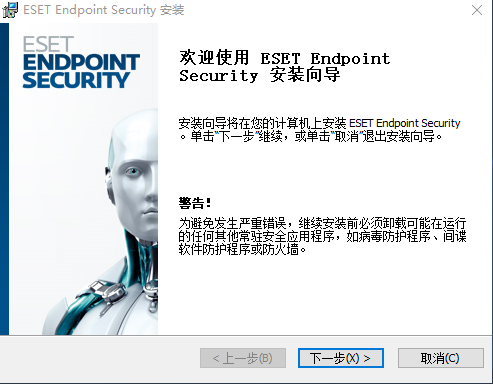 ESET Endpoint Security 安装
ESET
ENDPOINT
SECURITY
欢迎使用 ESET Endpoint
Security 安装向导
安装向导将在您的计算机上安装 ESET Endpoint Security
。单击“下一步”继续，或单击“取消”退出安装向导。
警告！
为避免发生严重错误，继续安装前必须卸载可能在运行
的任何其他常驻安全应用程序，如病毒防护程序、间谍
软件防护程序或防火墙。
< 上一步(B)
下一步(X) >
取消(C)